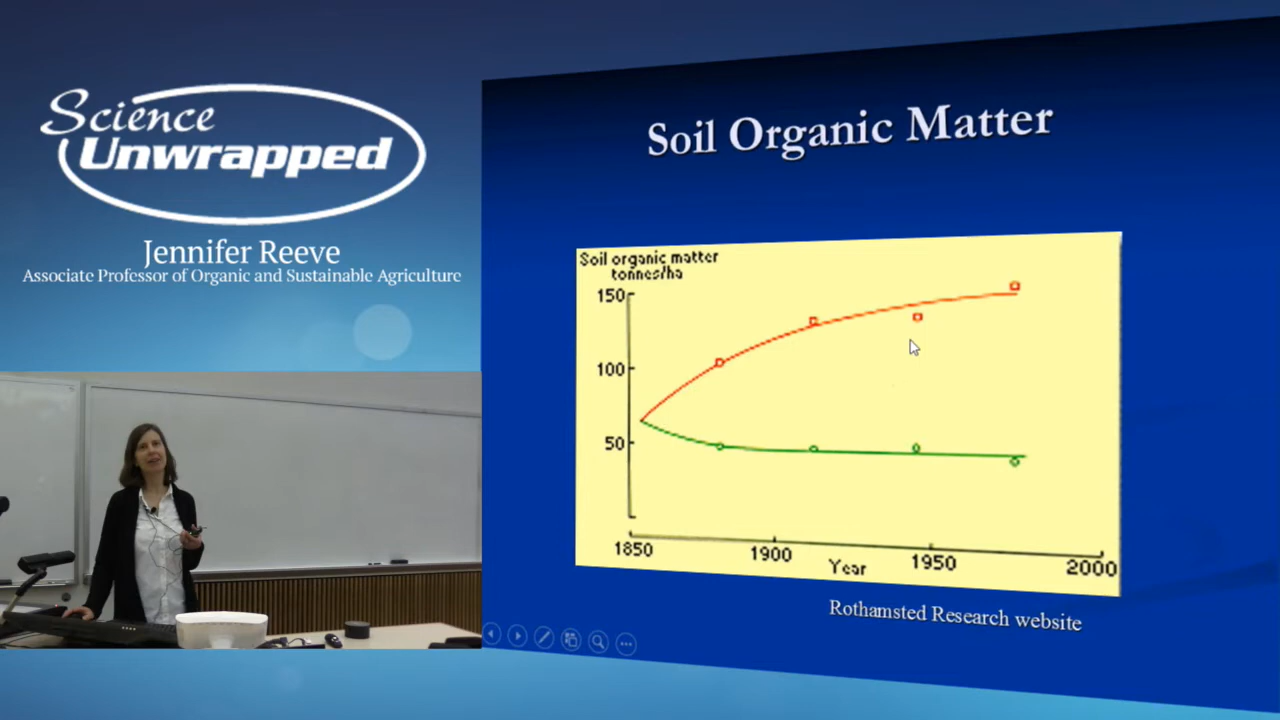 Science
Unwrapped
Jennifer Reeve
Associate Professor of Organic and Sustainable Agriculture
Soil Organic Matter
Soil organic matter
tonnes/ha
150
100
50
1850
1900
1950
2000
Year
Rothamsted Research website